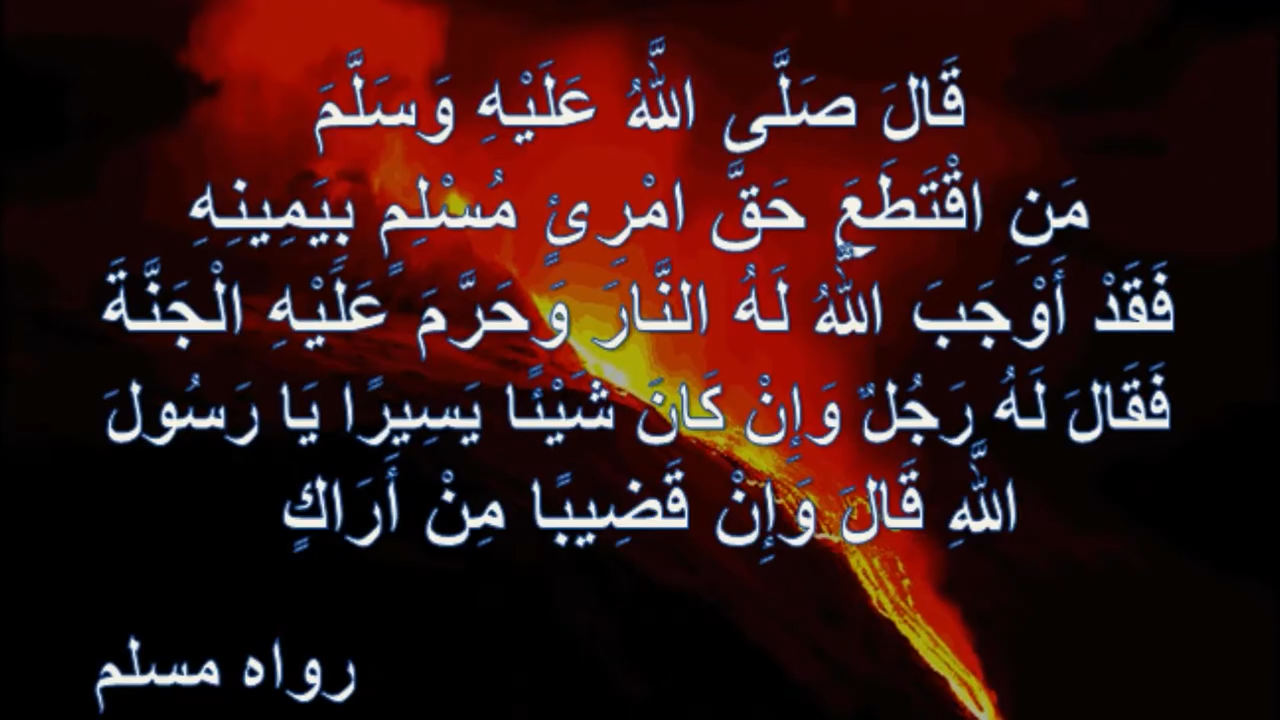 قَالَ صَلَّى اللَّهُ عَلَيْهِ وَسَلَّمَ
مَنِ اقْتَطَعَ حَقَّ امْرِئٍ مُسْلِمٍ بِيَمِينِهِ
فَقَدْ أَوْجَبَ اللَّهُ لَهُ النَّارَ وَحَرَّمَ عَلَيْهِ الْجَنَّةَ
فَقَالَ لَهُ رَجُلٌ وَإِنْ كَانَ شَيْئًا يَسِيرًا يَا رَسُولَ
اللَّهِ قَالَ وَإِنْ قَضِيبًا مِنْ أَرَاكٍ
رواه مسلم